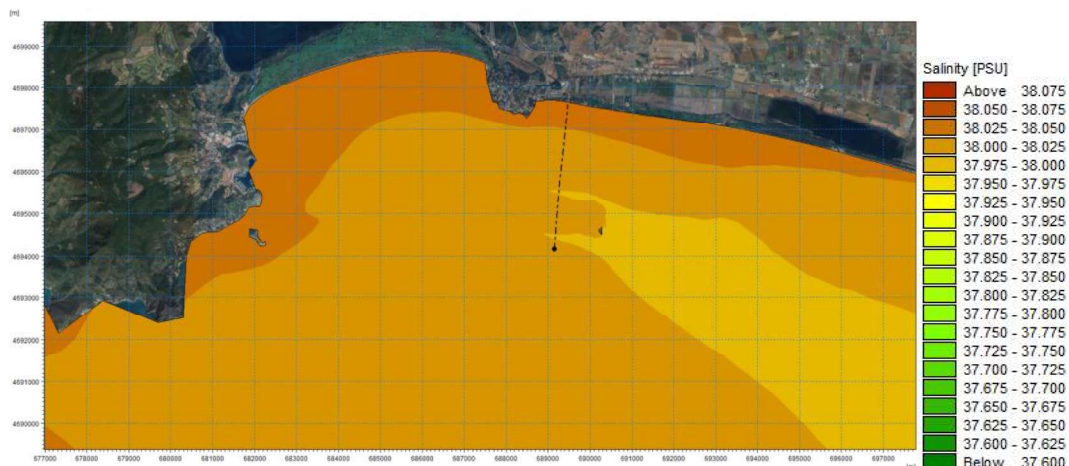 [m]
4699000
4698000
4697000
4696000
4695000
4694000
4693000
4692000
4691000
4690000
677000 678000 679000 680000 681000 682000 683000 684000 685000 686000 687000 688000 689000 690000 691000 692000 693000 694000 695000 696000 697000
[m]
Salinity [PSU]
Above 38.075
38.050 - 38.075
38.025 - 38.050
38.000 - 38.025
37.975 - 38.000
37.950 - 37.975
37.925 - 37.950
37.900 - 37.925
37.875 - 37.900
37.850 - 37.875
37.825 - 37.850
37.800 - 37.825
37.775 - 37.800
37.750 - 37.775
37.725 - 37.750
37.700 - 37.725
37.675 - 37.700
37.650 - 37.675
37.625 - 37.650
37.600 - 37.625
Below 37.600